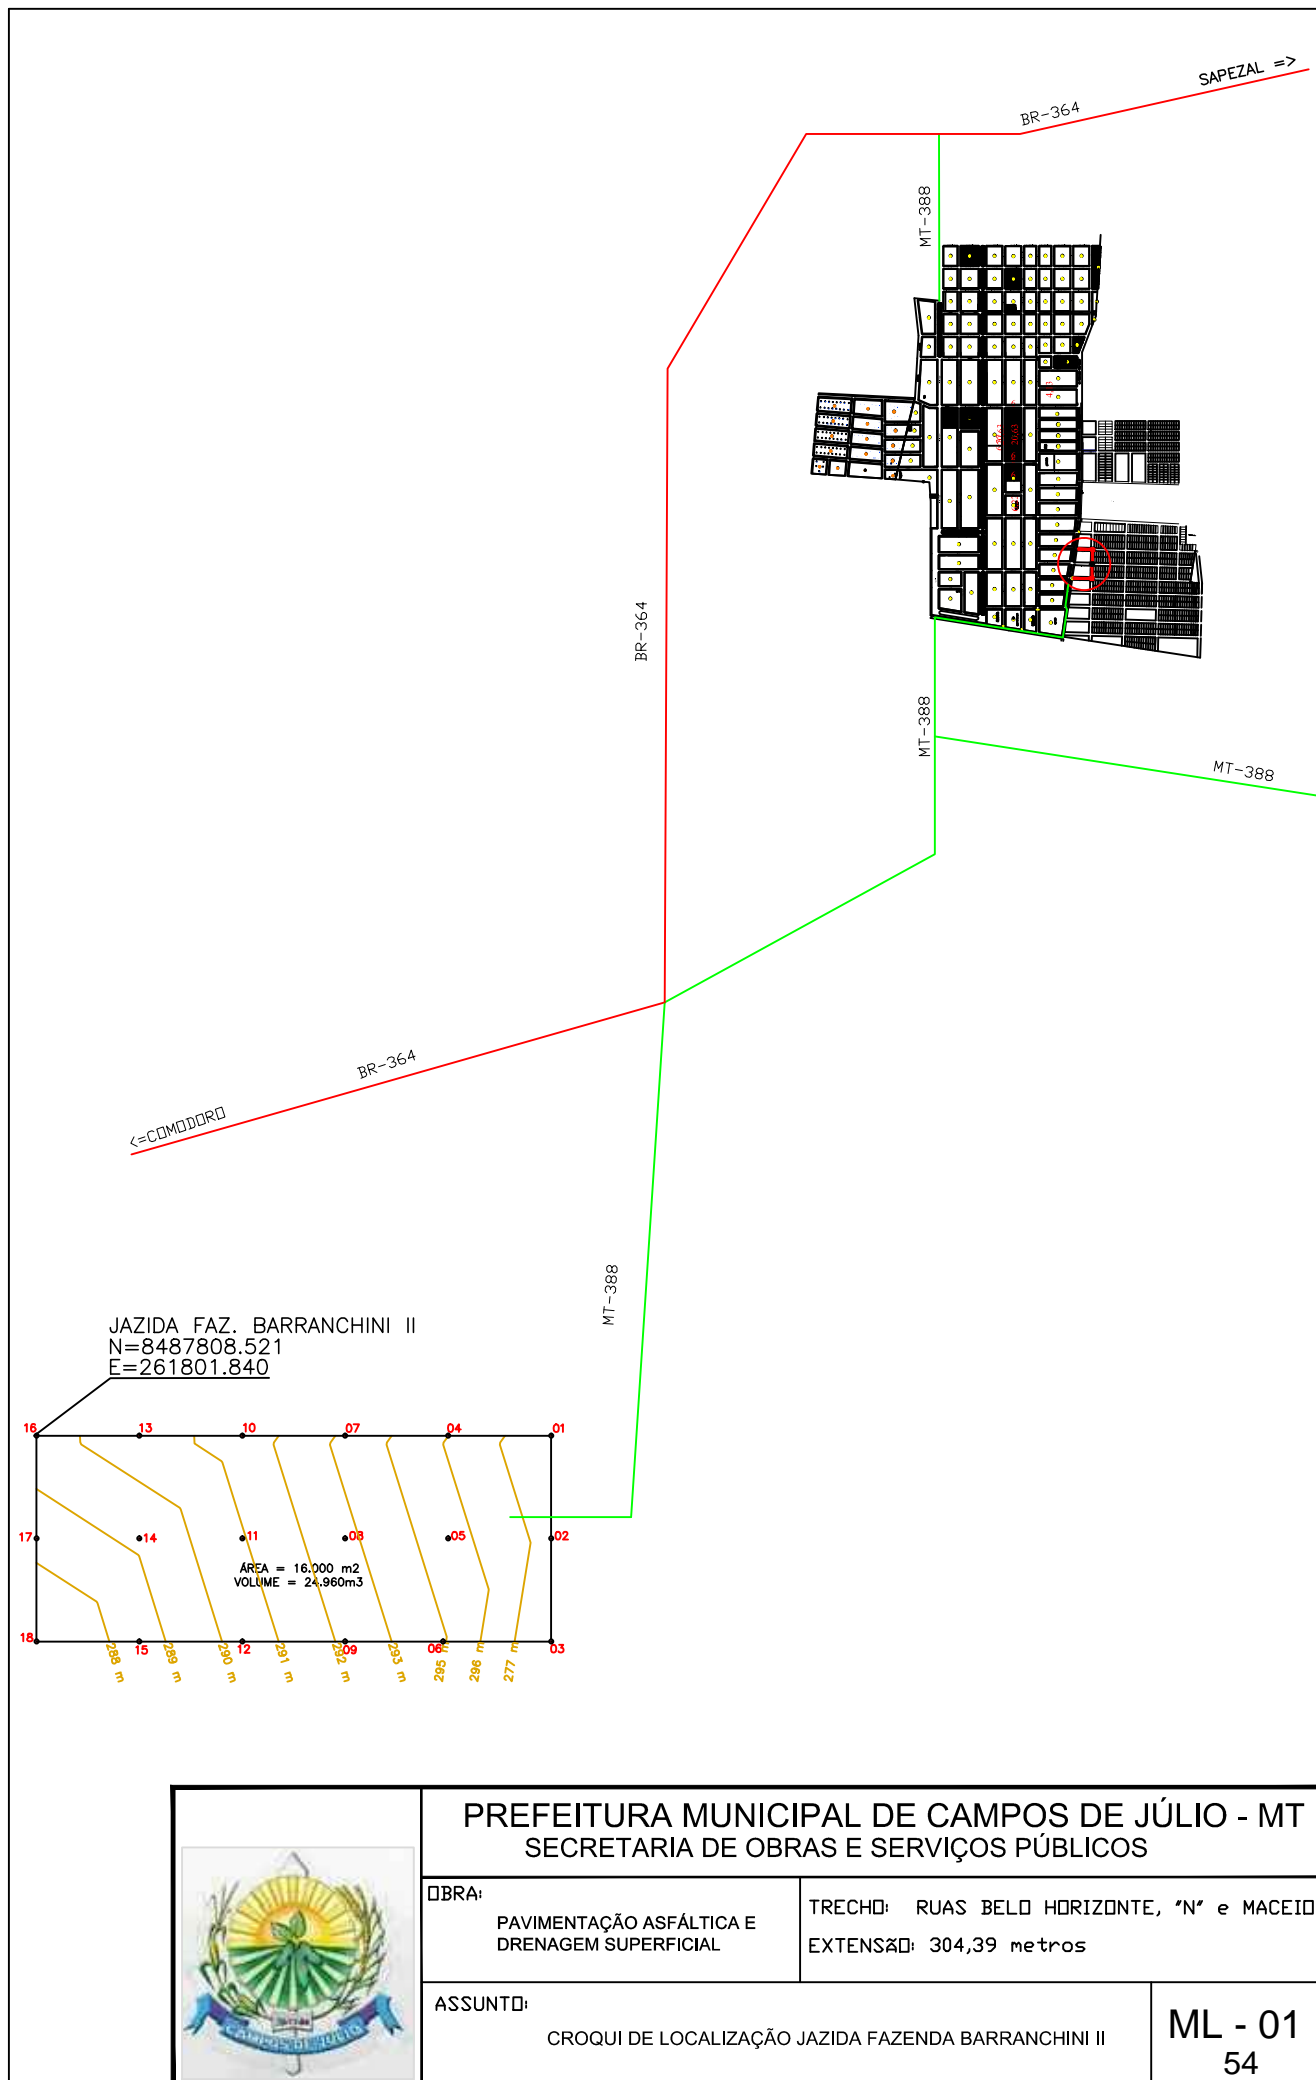 SAPEZAL =>
BR-364
MT-388
BR-364
MT-388
MT-388
BR-364
<=COMODORO
MT-388
JAZIDA FAZ. BARRANCHINI II
N=8487808.521
E=261801.840
16 13 10 07 04 01
17 14 11 08 05 02
ÁREA = 16.000 m2
VOLUME = 24.960m3
18 15 12 09 06 03
288 m 289 m 290 m 291 m 292 m 293 m 295 m 296 m 277 m
PREFEITURA MUNICIPAL DE CAMPOS DE JÚLIO - MT
SECRETARIA DE OBRAS E SERVIÇOS PÚBLICOS
OBRA:
PAVIMENTAÇÃO ASFÁLTICA E
DRENAGEM SUPERFICIAL
TRECHO: RUAS BELO HORIZONTE, "N" e MACEIO
EXTENSÃO: 304,39 metros
ASSUNTO:
CROQUI DE LOCALIZAÇÃO JAZIDA FAZENDA BARRANCHINI II
ML - 01
54
CAMPOS DE JÚLIO